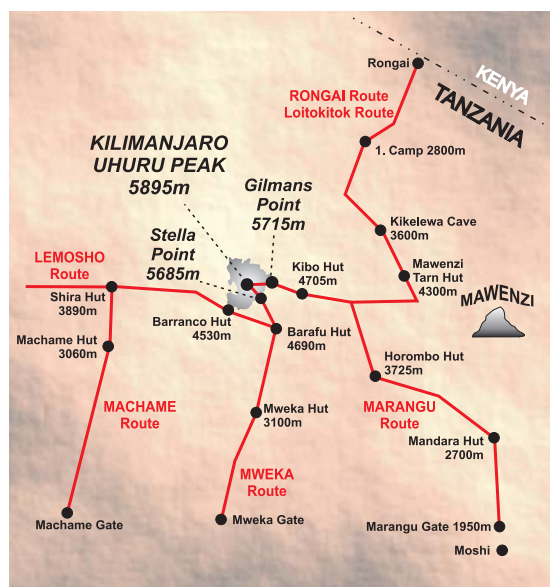 Rongai
KENYA
TANZANIA
RONGAI Route
Loitokitok Route
1. Camp 2800m
KILIMANJARO
UHURU PEAK
5895m
Gilmans
Point
5715m
Stella
Point
5685m
Kikelewa Cave
3600m
Mawenzi
Tarn Hut
4300m
MAWENZI
LEMOSHO
Route
Kibo Hut
4705m
Shira Hut
3890m
Machame Hut
3060m
Barranco Hut
4530m
Barafu Hut
4690m
Horombo Hut
3725m
MACHAME
Route
Mweka Hut
3100m
MARANGU
Route
Mandara Hut
2700m
MWEKA
Route
Machame Gate
Mweka Gate
Marangu Gate 1950m
Moshi